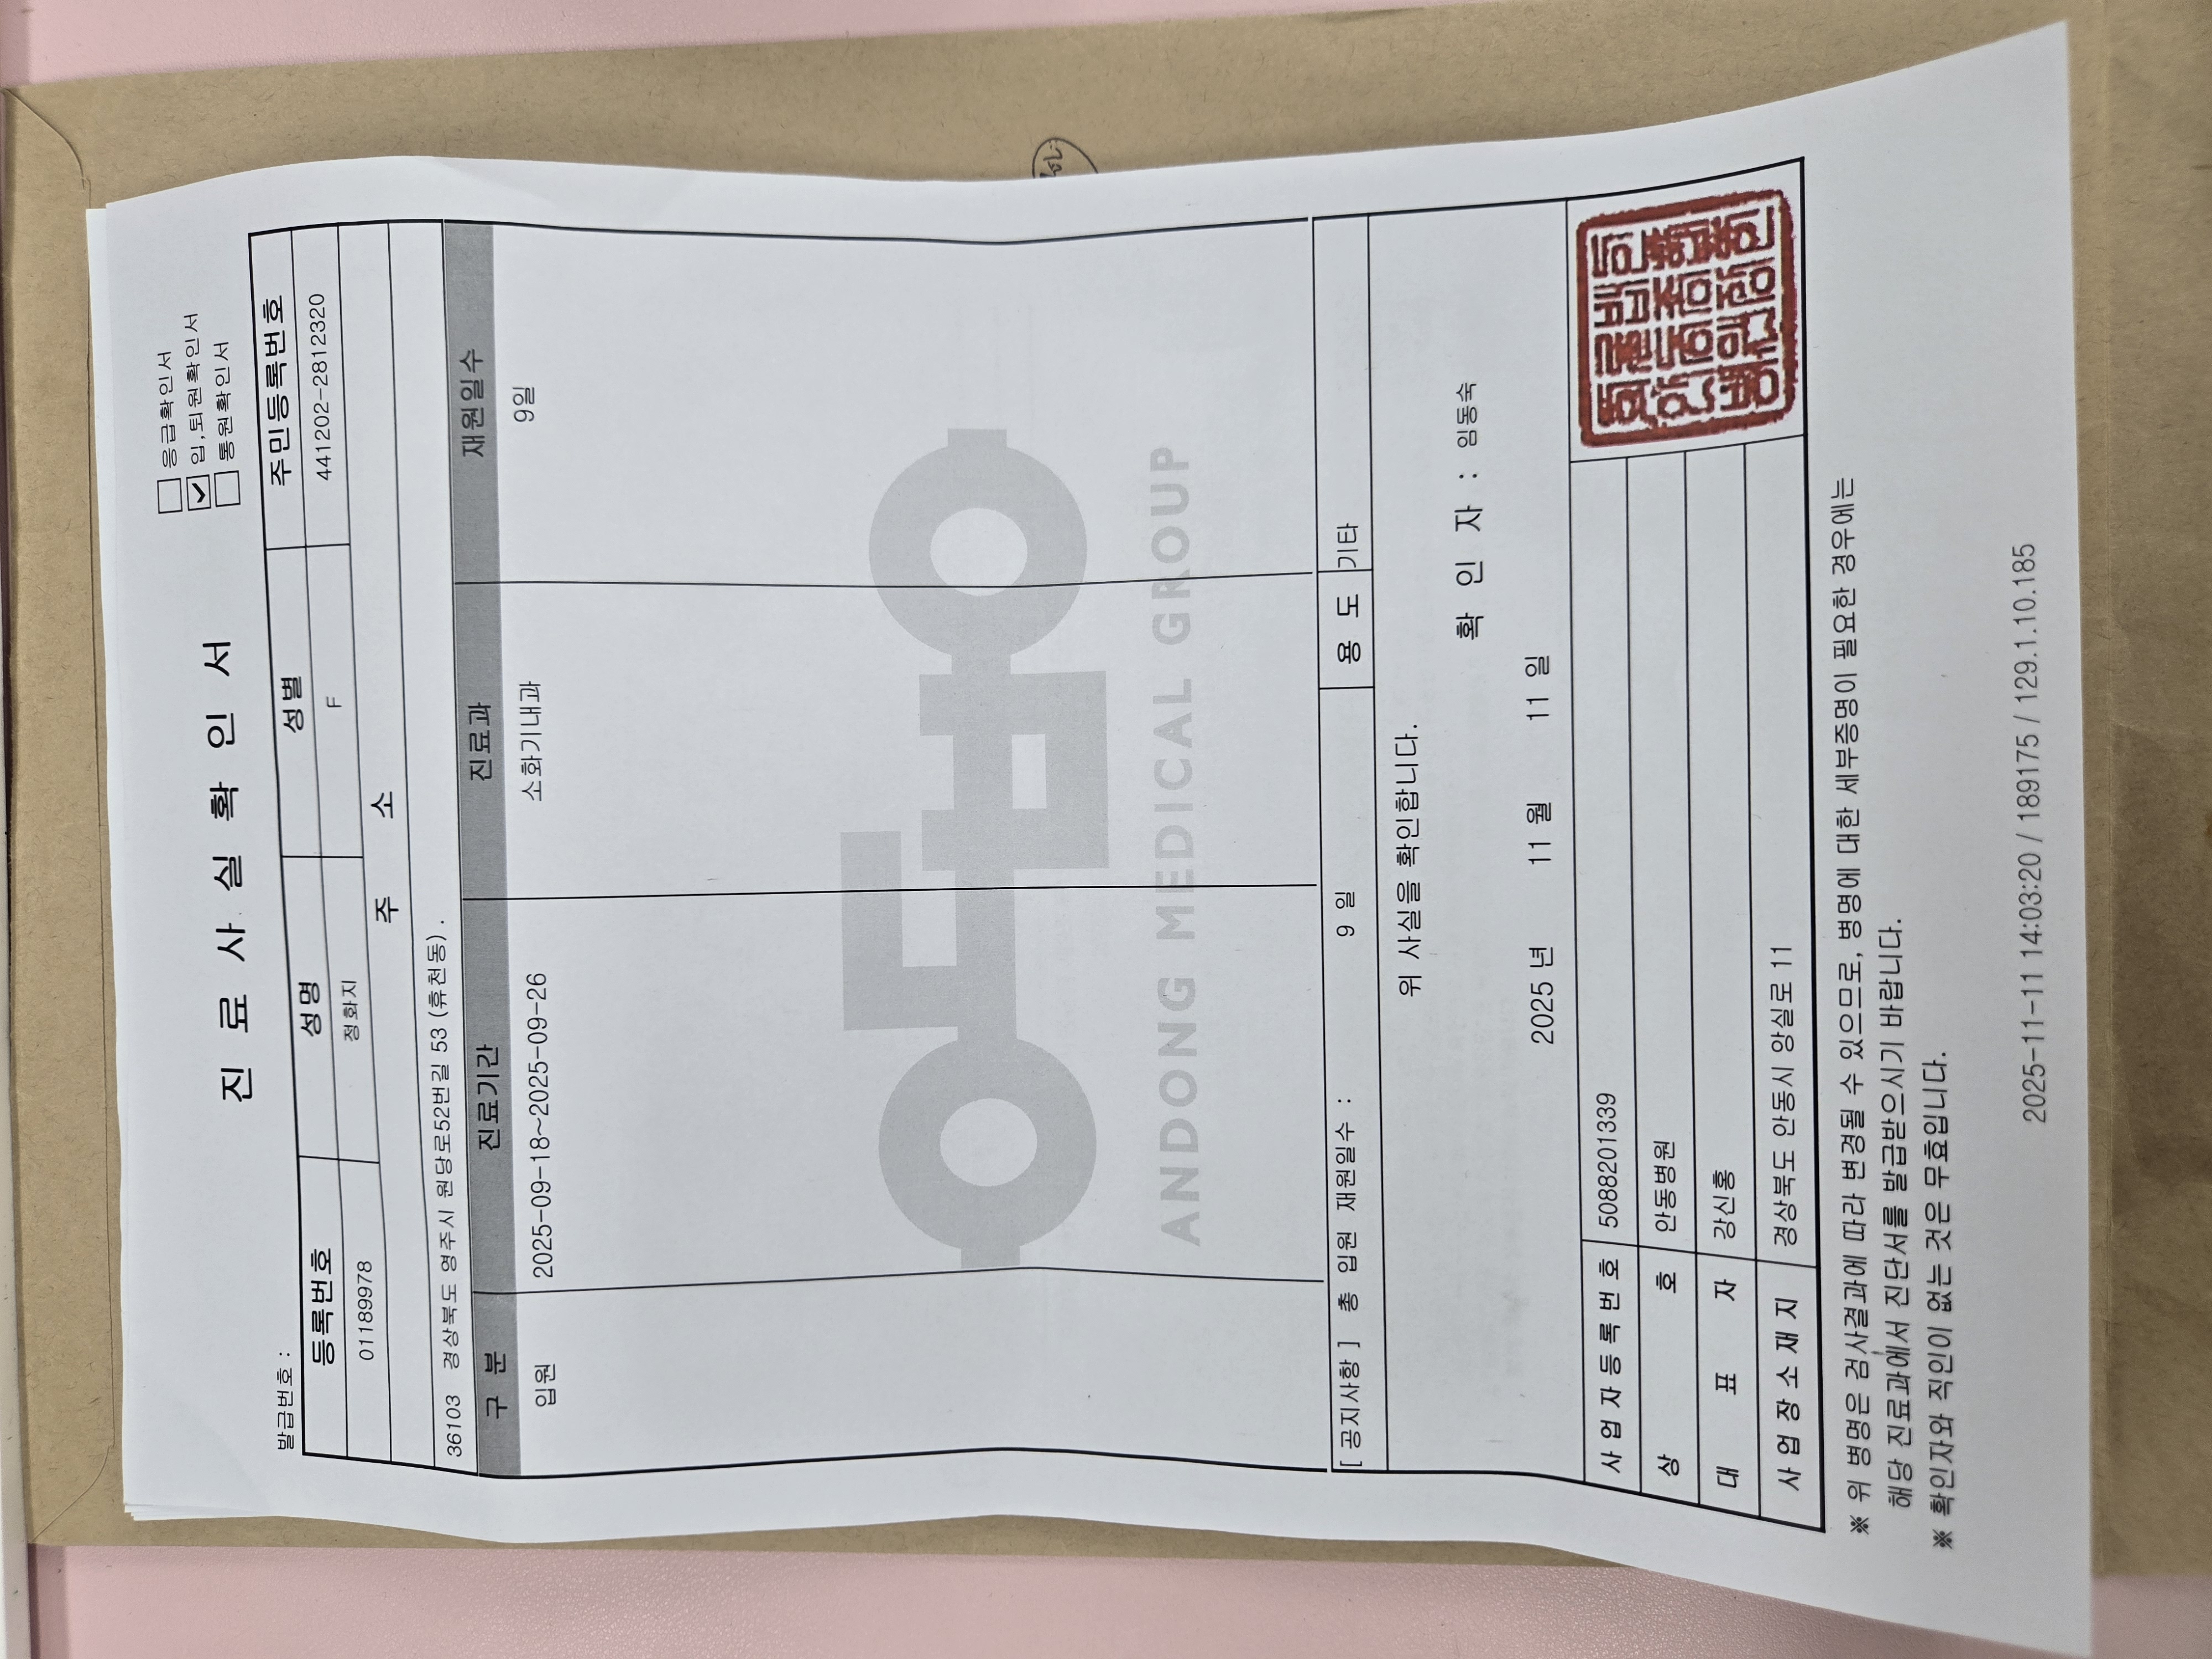 진 료 사 실 확 인 서
□ 응급확인서
☑ 입,퇴원확인서
□ 통원확인서
발급번호 :
등록번호 성명 성별 주민등록번호
01189978 정화지 F 441202-2812320
주 소
36103 경상북도 영주시 원당로52번길 53 (휴천동) .
구 분 진료기간 진료과 재원일수
입원 2025-09-18~2025-09-26 소화기내과 9일
ANDONG MEDICAL GROUP
[ 공지사항 ] 총 입원 재원일수 : 9 일 용 도 기타
위 사실을 확인합니다.
확 인 자 : 임동숙
2025 년 11 월 11 일
사 업 자 등 록 번 호 5088201339
상 호 안동병원
대 표 자 강신홍
사 업 장 소 재 지 경상북도 안동시 앙실로 11
※ 위 병명은 검사결과에 따라 변경될 수 있으므로, 병명에 대한 세부증명이 필요한 경우에는
해당 진료과에서 진단서를 발급받으시기 바랍니다.
※ 확인자와 직인이 없는 것은 무효입니다.
2025-11-11 14:03:20 / 189175 / 129.1.10.185